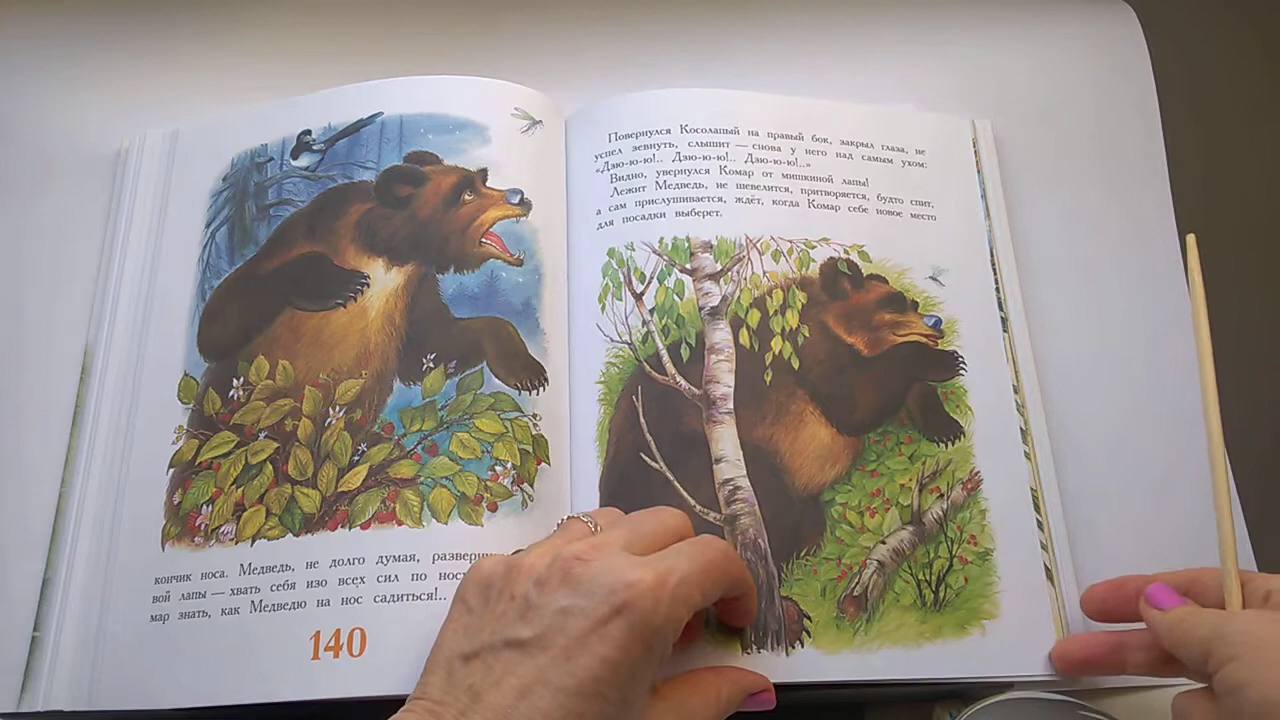 кончик носа. Медведь, не долго думая,
вой лапы — хвать себя изо всех сил по
мар знать, как Медведю на нос садиться!..
140
Повернулся Косолапый на правый бок, закрыл глаза, не
успел зевнуть, слышит — снова у него над самым ухом:
«Дзю-ю-ю!.. Дзю-ю-ю!.. Дзю-ю-ю!..»
Видно, увернулся Комар от мишкиной лапы!
Лежит Медведь, не шевелится, притворяется, будто спит,
а сам прислушивается, ждёт, когда Комар себе новое место
для посадки выберет.